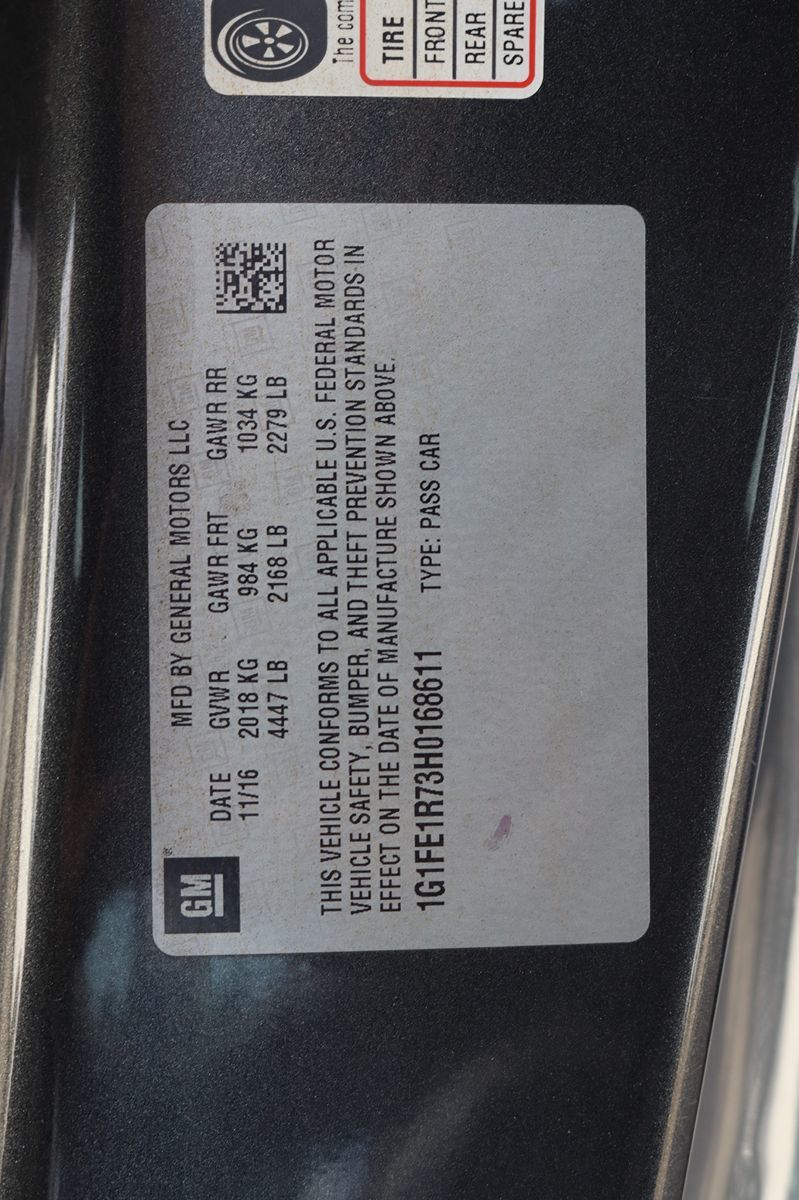 GM
MFD BY GENERAL MOTORS LLC
DATE GVWR GAWR FRT GAWR RR
11/16 2018 KG 984 KG 1034 KG
4447 LB 2168 LB 2279 LB
THIS VEHICLE CONFORMS TO ALL APPLICABLE U.S. FEDERAL MOTOR
VEHICLE SAFETY, BUMPER, AND THEFT PREVENTION STANDARDS IN
EFFECT ON THE DATE OF MANUFACTURE SHOWN ABOVE.
1G1FE1R73H0168611 TYPE: PASS CAR
The com
TIRE
FRONT
REAR
SPARE